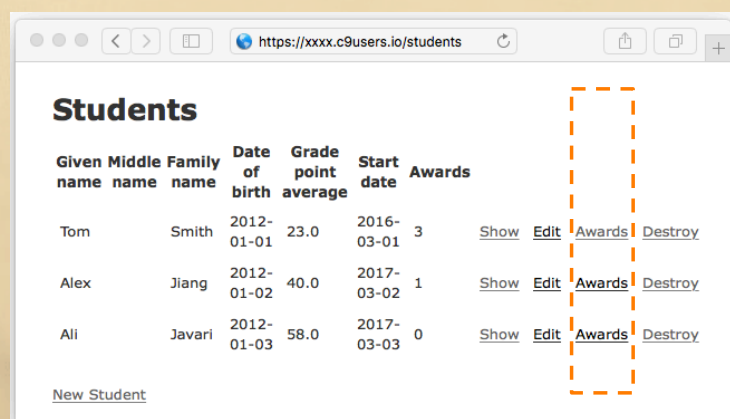 https://xxxx.c9users.io/students
Students
Given name Middle name Family name Date of birth Grade point average Start date Awards
Tom Smith 2012-01-01 23.0 2016-03-01 3 Show Edit Awards Destroy
Alex Jiang 2012-01-02 40.0 2017-03-02 1 Show Edit Awards Destroy
Ali Javari 2012-01-03 58.0 2017-03-03 0 Show Edit Awards Destroy
New Student